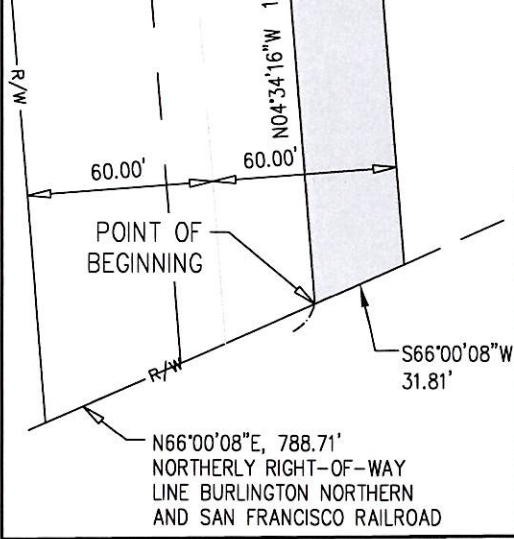 R/W
N04°34'16"W 1
60.00'
60.00'
POINT OF
BEGINNING
R/W
S66°00'08"W
31.81'
N66°00'08"E, 788.71'
NORTHERLY RIGHT-OF-WAY
LINE BURLINGTON NORTHERN
AND SAN FRANCISCO RAILROAD